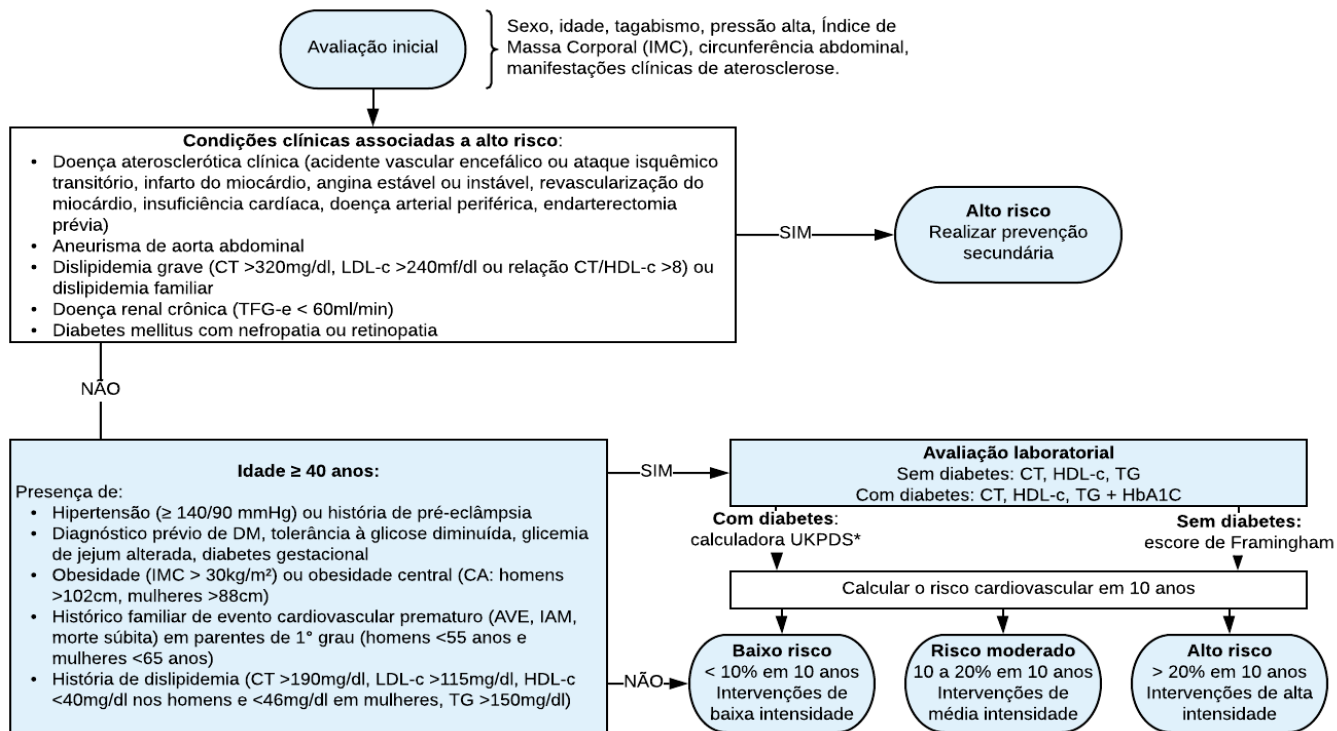 Avaliação inicial
Sexo, idade, tagabismo, pressão alta, Índice de
Massa Corporal (IMC), circunferência abdominal,
manifestações clínicas de aterosclerose.
Condições clínicas associadas a alto risco:
• Doença aterosclerótica clínica (acidente vascular encefálico ou ataque isquêmico
transitório, infarto do miocárdio, angina estável ou instável, revascularização do
miocárdio, insuficiência cardíaca, doença arterial periférica, endarterectomia
prévia)
• Aneurisma de aorta abdominal
• Dislipidemia grave (CT >320mg/dl, LDL-c >240mf/dl ou relação CT/HDL-c >8) ou
dislipidemia familiar
• Doença renal crônica (TFG-e < 60ml/min)
• Diabetes mellitus com nefropatia ou retinopatia
SIM
Alto risco
Realizar prevenção
secundária
NÃO
Idade ≥ 40 anos:
Presença de:
• Hipertensão (≥ 140/90 mmHg) ou história de pré-eclâmpsia
• Diagnóstico prévio de DM, tolerância à glicose diminuída, glicemia
de jejum alterada, diabetes gestacional
• Obesidade (IMC > 30kg/m²) ou obesidade central (CA: homens
>102cm, mulheres >88cm)
• Histórico familiar de evento cardiovascular prematuro (AVE, IAM,
morte súbita) em parentes de 1° grau (homens <55 anos e
mulheres <65 anos)
• História de dislipidemia (CT >190mg/dl, LDL-c >115mg/dl, HDL-c
<40mg/dl nos homens e <46mg/dl em mulheres, TG >150mg/dl)
SIM
Avaliação laboratorial
Sem diabetes: CT, HDL-c, TG
Com diabetes: CT, HDL-c, TG + HbA1C
Com diabetes:
calculadora UKPDS*
Sem diabetes:
escore de Framingham
Calcular o risco cardiovascular em 10 anos
NÃO
Baixo risco
< 10% em 10 anos
Intervenções de
baixa intensidade
Risco moderado
10 a 20% em 10 anos
Intervenções de
média intensidade
Alto risco
> 20% em 10 anos
Intervenções de alta
intensidade